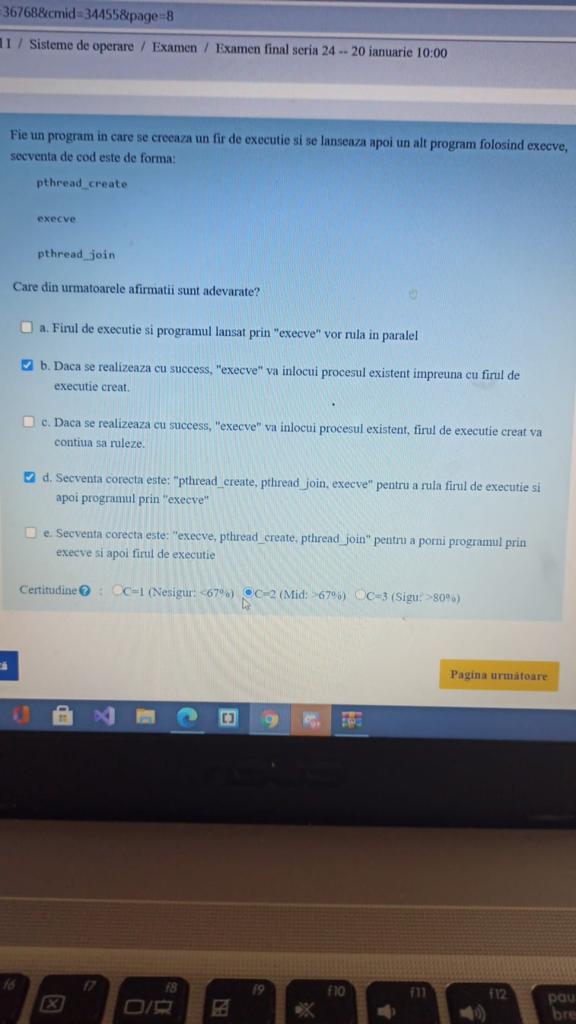 36768&cmid=34455&page=8
11 / Sisteme de operare / Examen / Examen final seria 24 -- 20 ianuarie 10:00
Fie un program in care se creeaza un fir de executie si se lanseaza apoi un alt program folosind execve,
secventa de cod este de forma:
pthread_create
execve
pthread_join
Care din urmatoarele afirmatii sunt adevarate?
a. Firul de executie si programul lansat prin "execve" vor rula in paralel
b. Daca se realizeaza cu success, "execve" va inlocui procesul existent impreuna cu firul de
executie creat.
c. Daca se realizeaza cu success, "execve" va inlocui procesul existent, firul de executie creat va
contiua sa ruleze.
d. Secventa corecta este: "pthread_create, pthread_join, execve" pentru a rula firul de executie si
apoi programul prin "execve"
e. Secventa corecta este: "execve, pthread_create, pthread_join" pentru a porni programul prin
execve si apoi firul de executie
Certitudine ? : C=1 (Nesigur: <67%) C=2 (Mid: >67%) C=3 (Sigur: >80%)
Pagina următoare
ASUS
f6 f7 f8 f9 f10 f11 f12 pau
bre